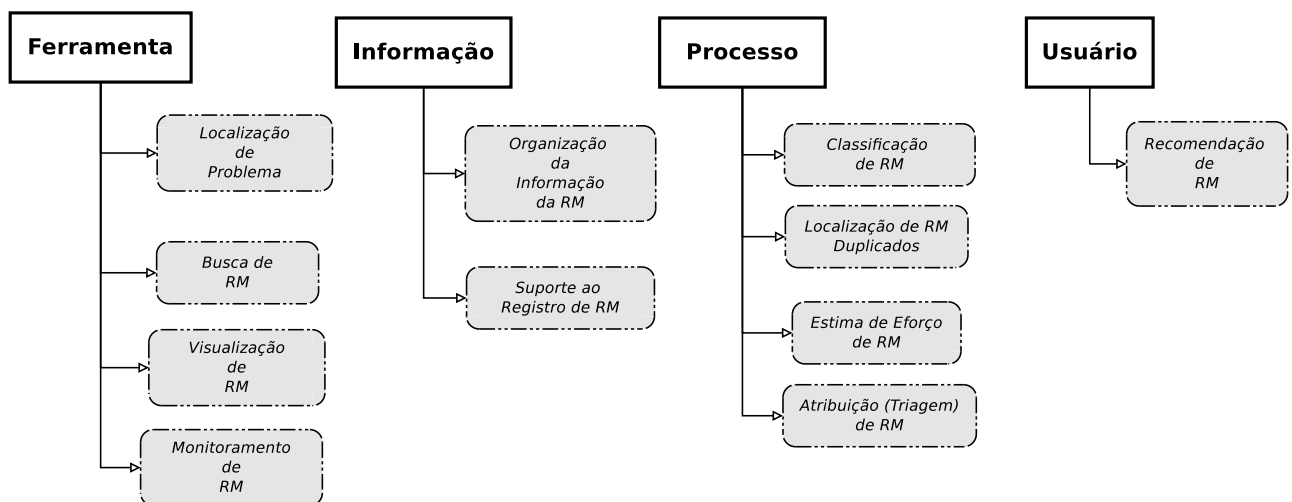 Ferramenta
Localização
de
Problema
Busca de
RM
Visualização
de
RM
Monitoramento
de
RM
Informação
Organização
da
Informação
da RM
Suporte ao
Registro de RM
Processo
Classificação
de RM
Localização de RM
Duplicados
Estima de Eforço
de RM
Atribuição (Triagem)
de RM
Usuário
Recomendação
de
RM